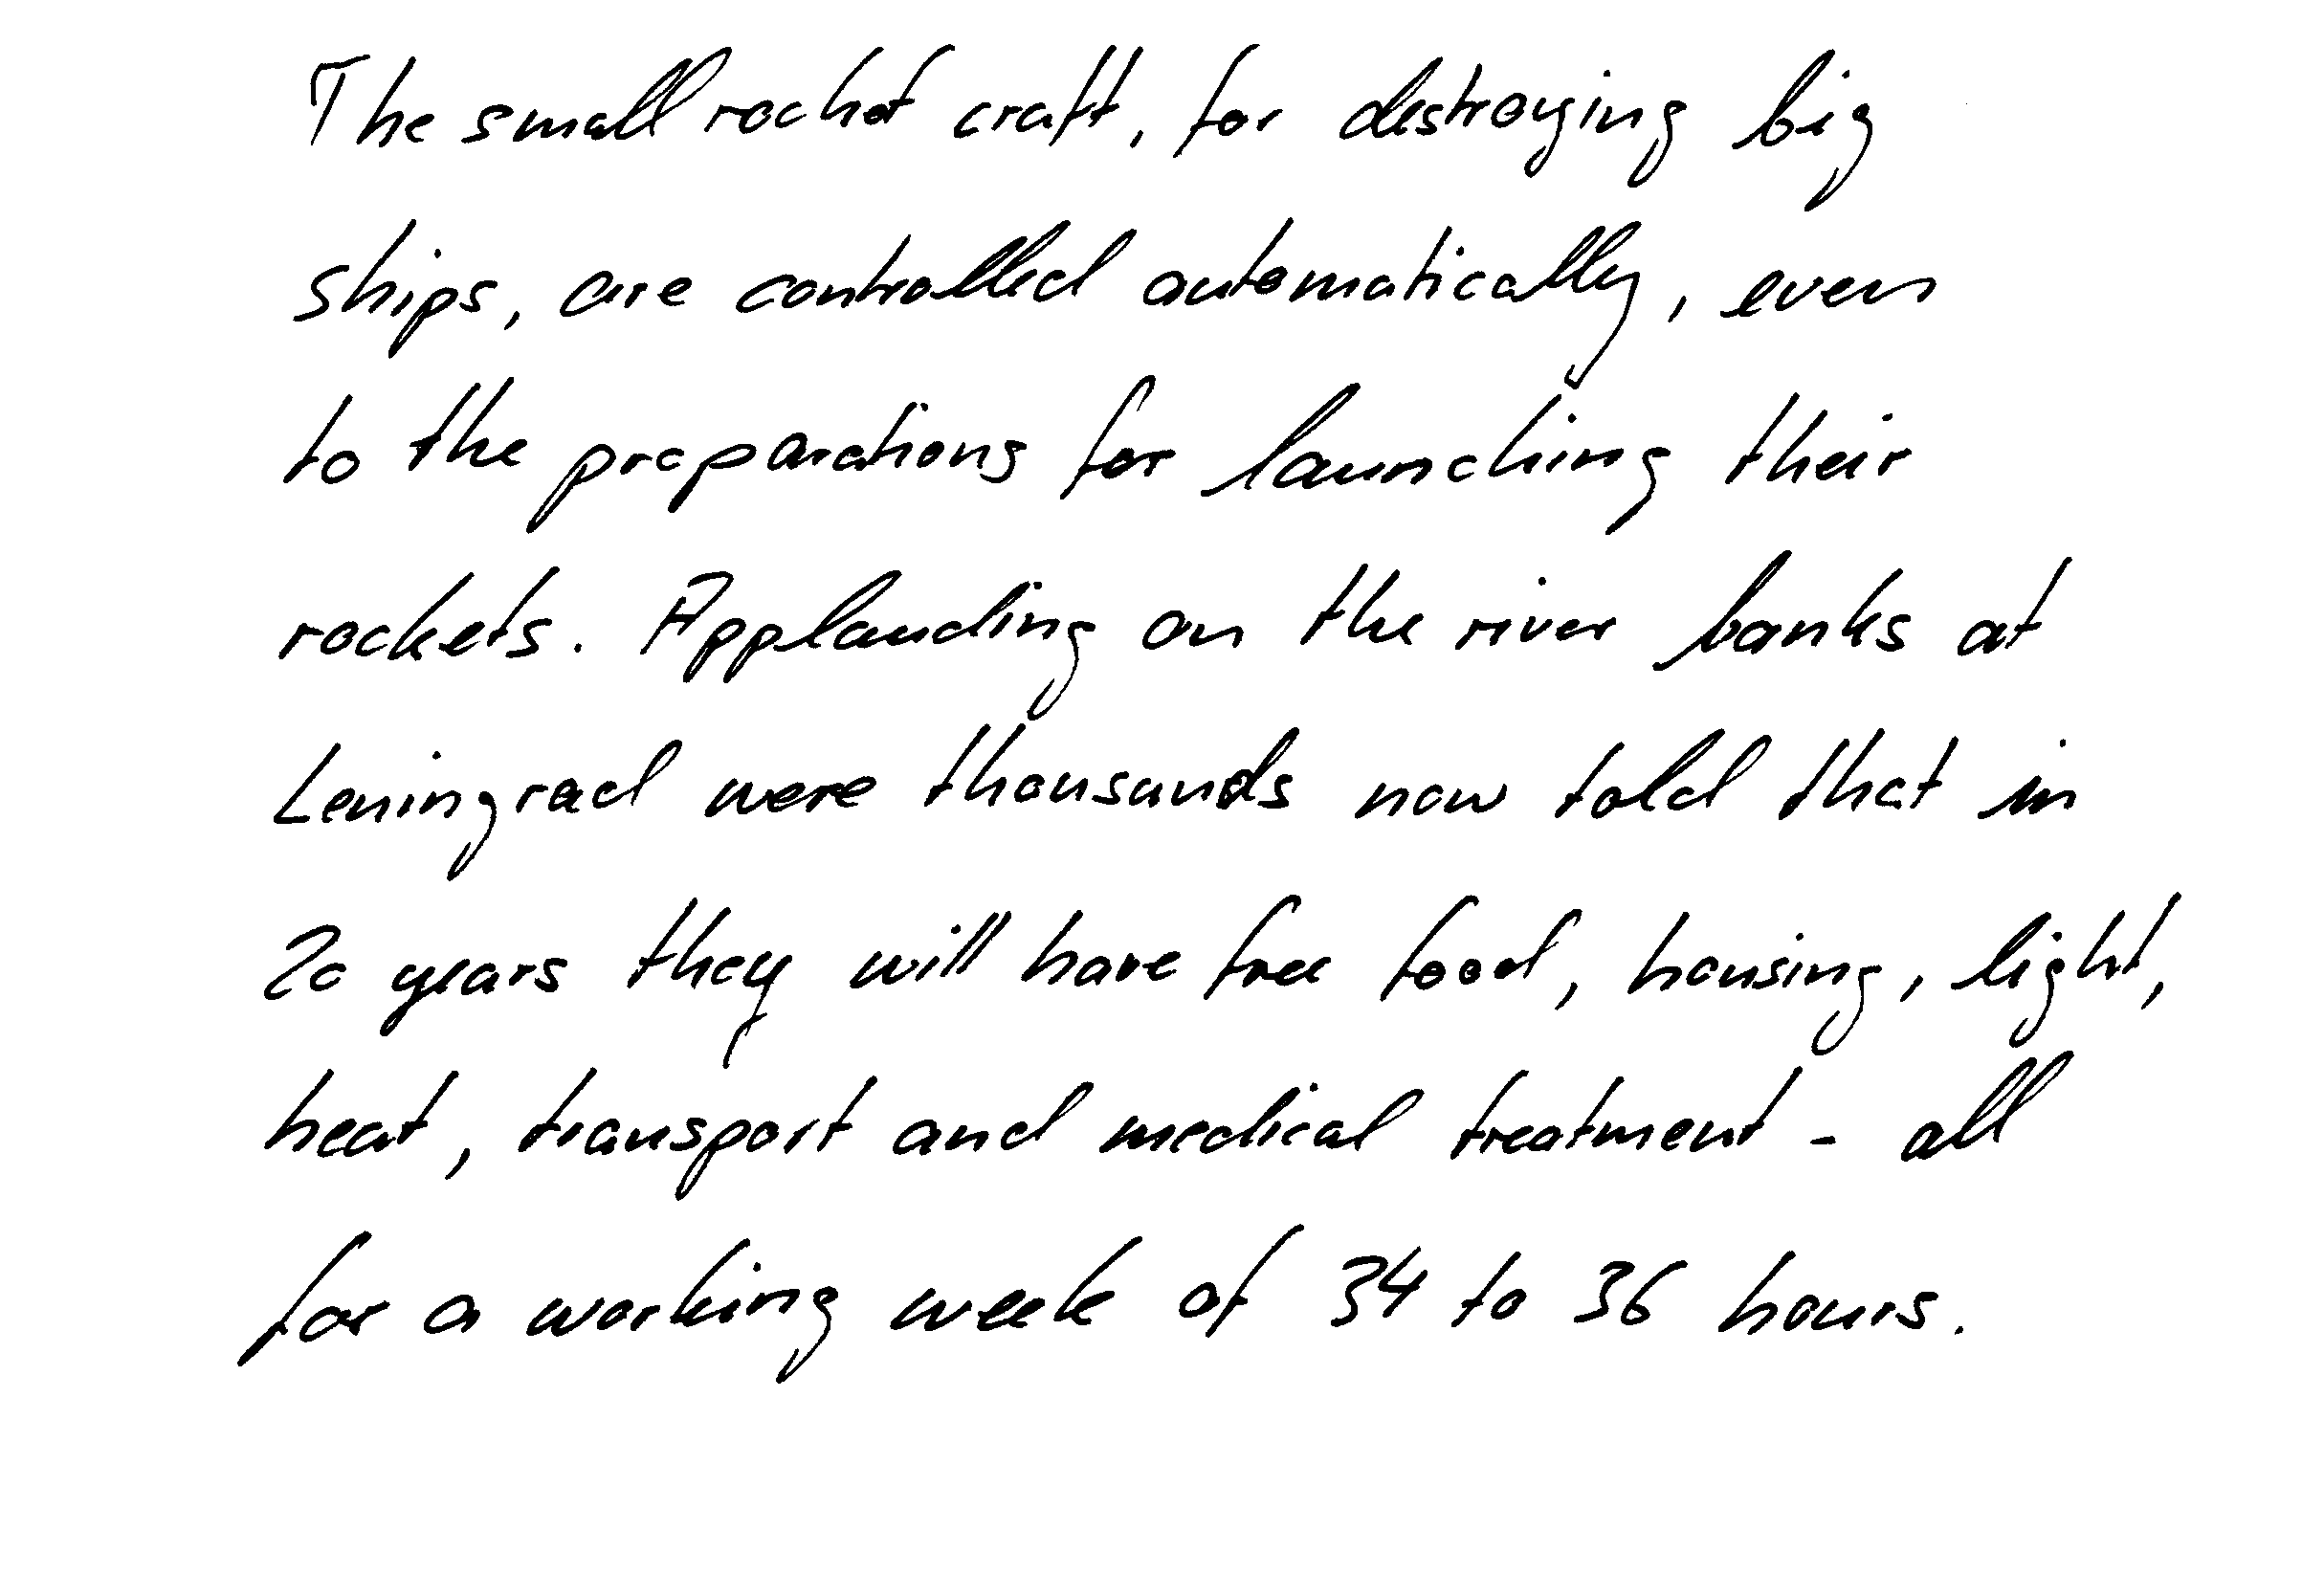 The small rocket craft, for destroying big
ships, are controlled automatically, even
to the preparations for launching their
rockets. Applauding on the river banks at
Leningrad were thousands now told that in
20 years they will have free food, housing, light,
heat, transport and medical treatment - all
for a working week of 34 to 36 hours.